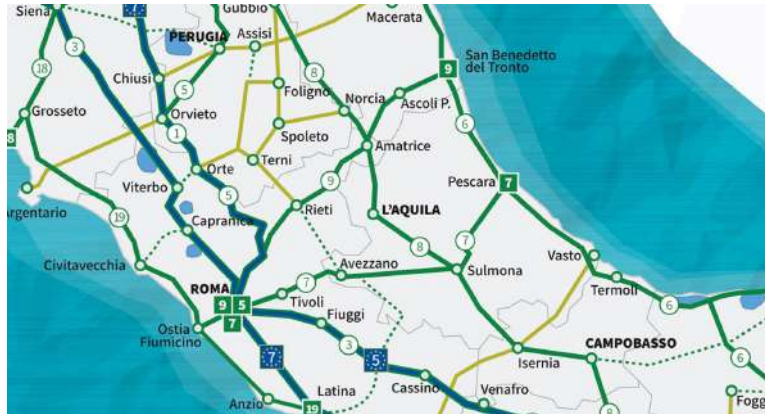 Siena
7
Gubbio
Macerata
3
PERUGIA
Assisi
San Benedetto
del Tronto
18
Chiusi
8
9
5
Foligno
Norcia
Ascoli P.
Grosseto
Orvieto
6
1
Spoleto
8
Amatrice
Terni
Orte
9
Pescara
7
Viterbo
5
Argentario
19
Capranica
Rieti
L'AQUILA
7
8
Vasto
Civitavecchia
Avezzano
Sulmona
ROMA
7
Termoli
9 5
Tivoli
6
7
Fiuggi
Ostia
Fiumicino
3
CAMPOBASSO
7
5
Isernia
6
Latina
Cassino
Anzio
Venafro
Fogg
19
8